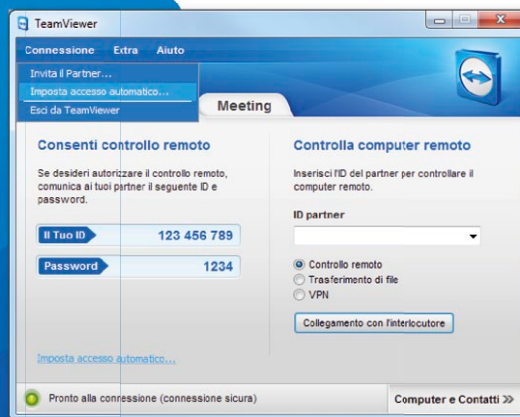 TeamViewer
Connessione Extra Aiuto
Invita il Partner...
Imposta accesso automatico...
Esci da TeamViewer
Meeting
Consenti controllo remoto
Se desideri autorizzare il controllo remoto,
comunica ai tuoi partner il seguente ID e
password.
Il Tuo ID 123 456 789
Password 1234
Imposta accesso automatico...
Controlla computer remoto
Inserisci l'ID del partner per controllare il
computer remoto.
ID partner
Controllo remoto
Trasferimento di file
VPN
Collegamento con l'interlocutore
Pronto alla connessione (connessione sicura)
Computer e Contatti >>